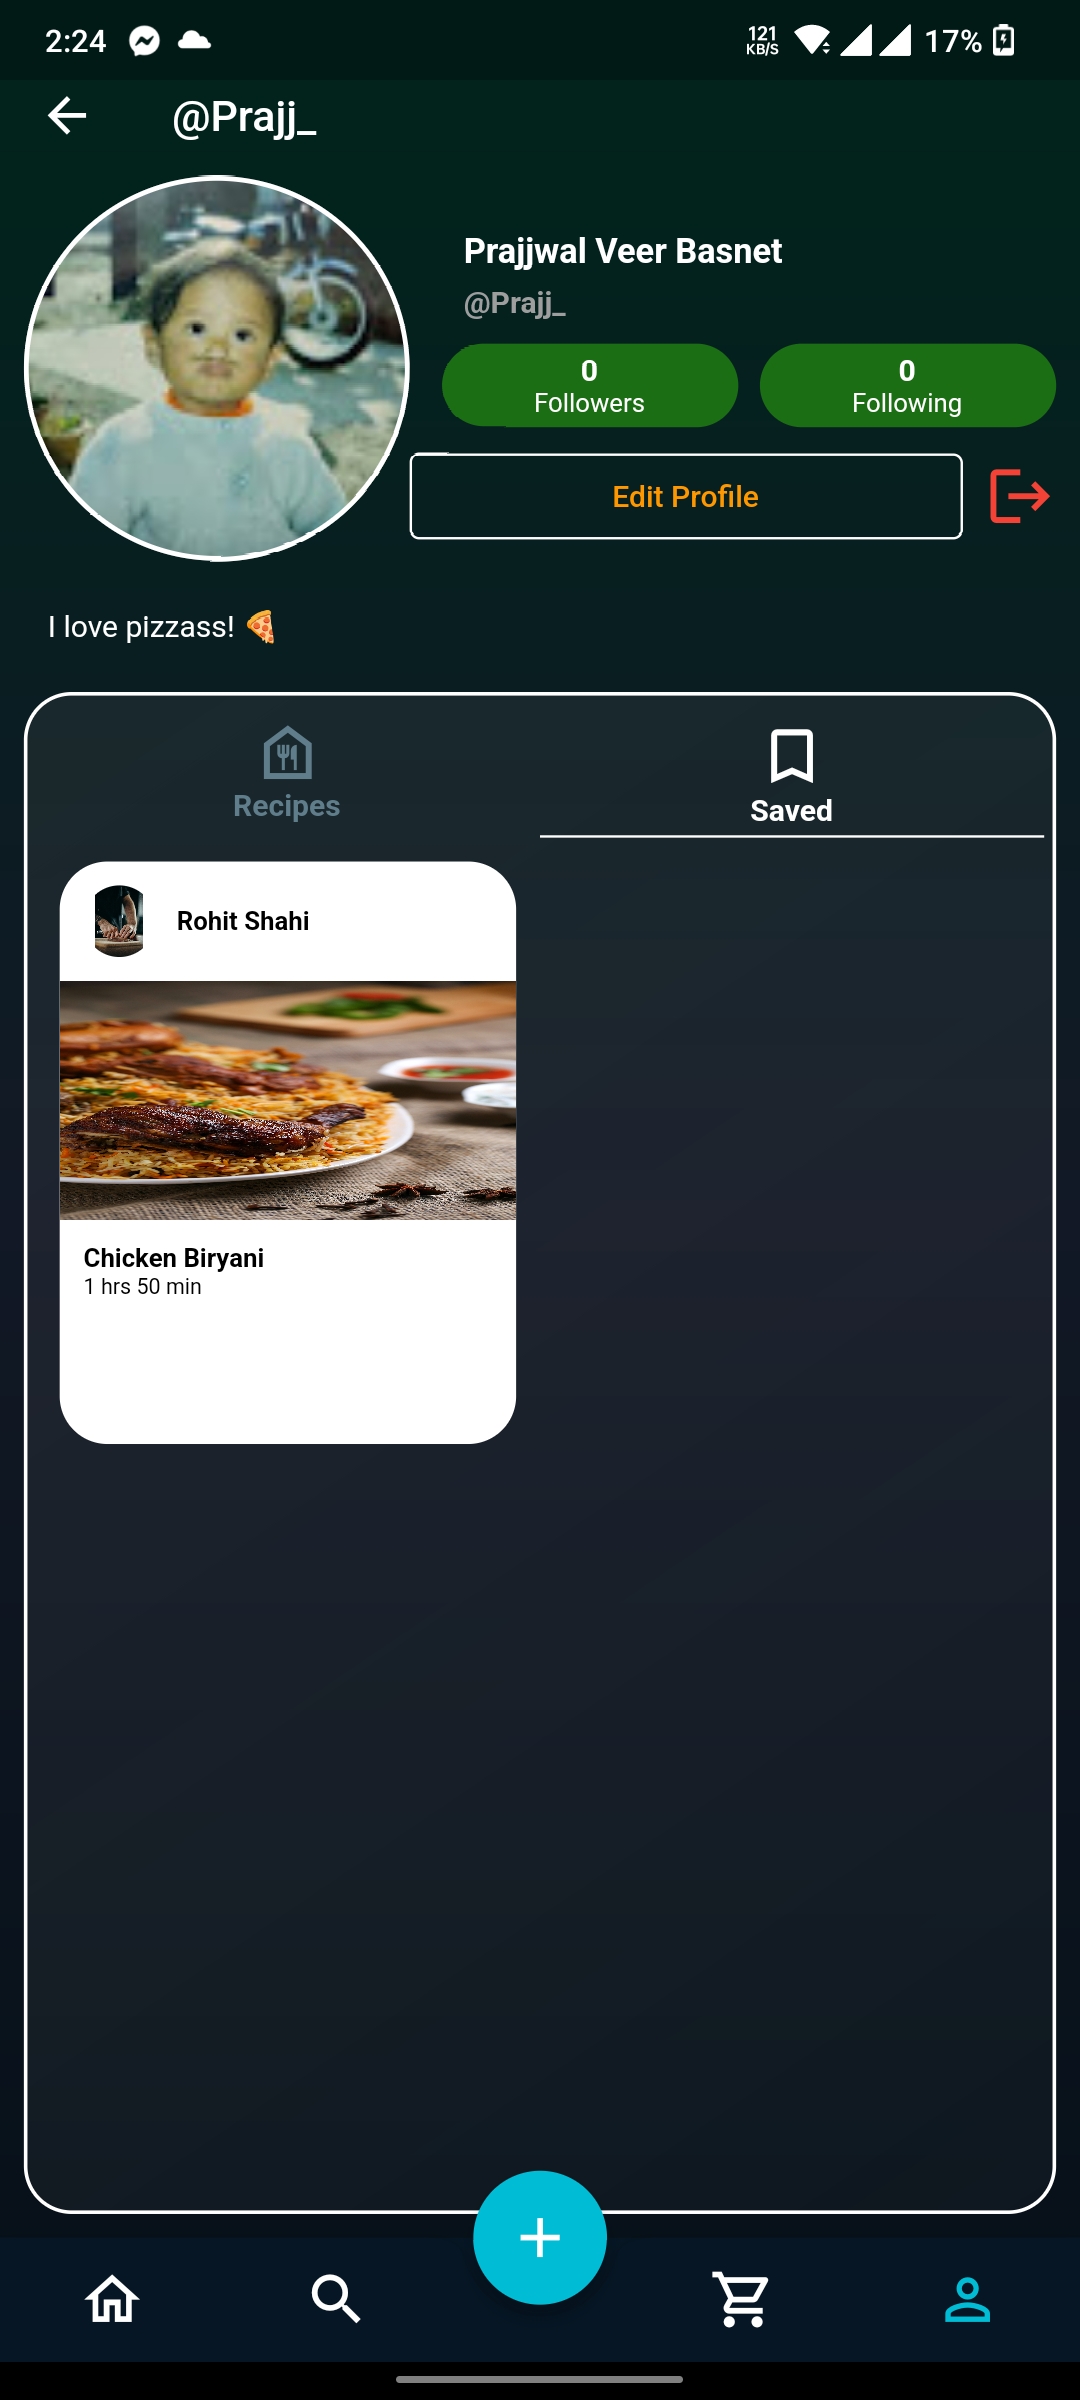 2:24
121 KB/S
17%
@Prajj_
Prajjwal Veer Basnet
@Prajj_
0
Followers
0
Following
Edit Profile
I love pizzass! 🍕
Recipes
Saved
Rohit Shahi
Chicken Biryani
1 hrs 50 min